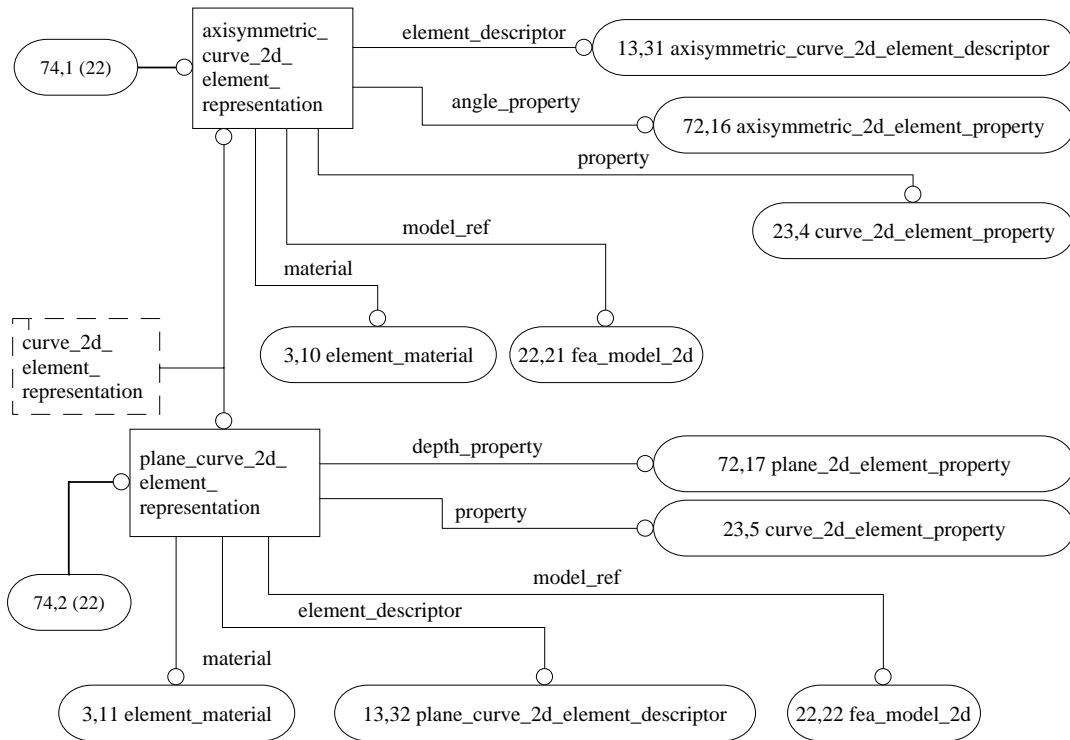 axisymmetric_
curve_2d_
element_
representation
element_descriptor
13,31 axisymmetric_curve_2d_element_descriptor
74,1 (22)
angle_property
72,16 axisymmetric_2d_element_property
property
23,4 curve_2d_element_property
model_ref
material
3,10 element_material
22,21 fea_model_2d
curve_2d_
element_
representation
plane_curve_2d_
element_
representation
depth_property
72,17 plane_2d_element_property
property
23,5 curve_2d_element_property
74,2 (22)
model_ref
element_descriptor
material
3,11 element_material
13,32 plane_curve_2d_element_descriptor
22,22 fea_model_2d